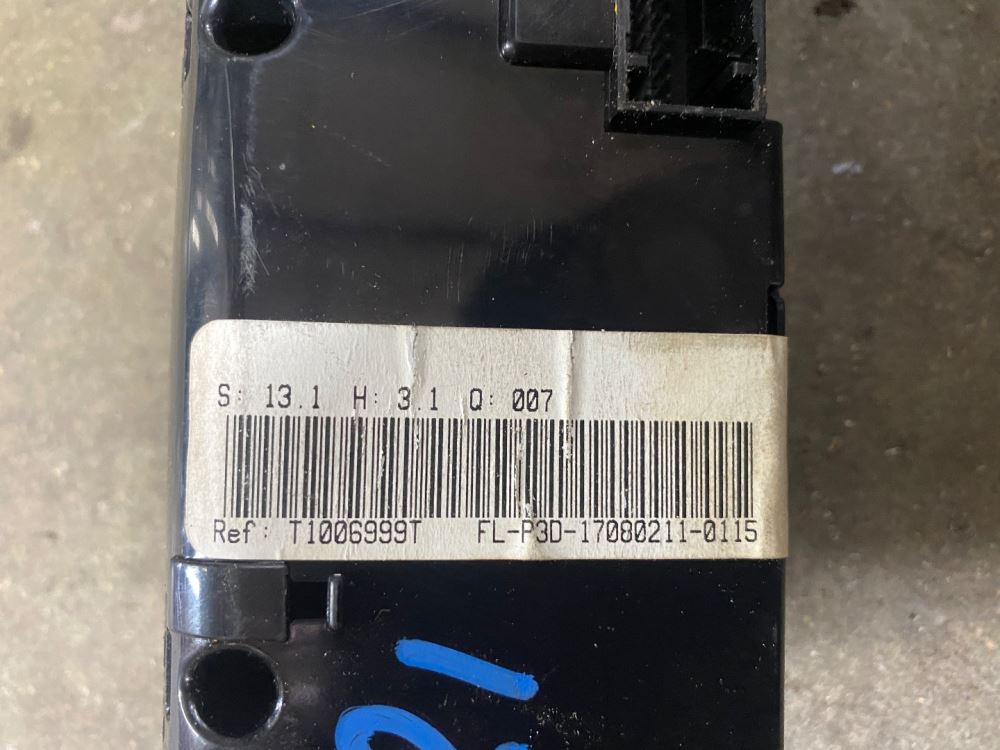 S: 13.1 H: 3.1 Q: 007
Ref: T1006999T FL-P3D-17080211-0115